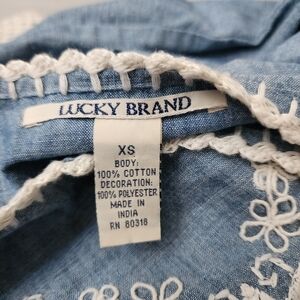 LUCKY BRAND
XS
BODY:
100% COTTON
DECORATION:
100% POLYESTER
MADE IN
INDIA
RN 80318